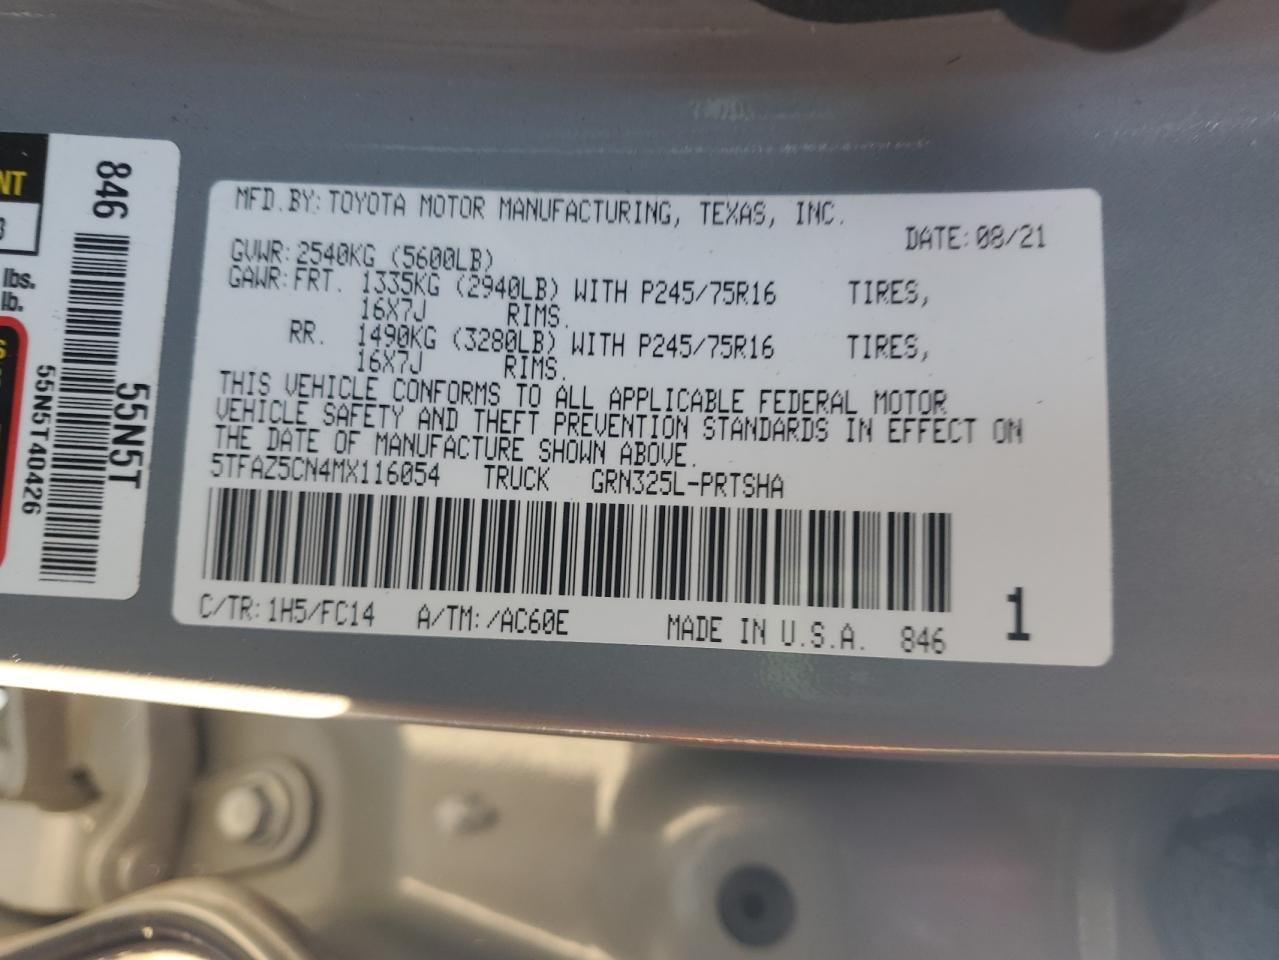 MFD. BY: TOYOTA MOTOR MANUFACTURING, TEXAS, INC.
DATE: 08/21
GVWR: 2540KG (5600LB)
GAWR: FRT. 1335KG (2940LB) WITH P245/75R16 TIRES,
16X7J RIMS.
RR. 1490KG (3280LB) WITH P245/75R16 TIRES,
16X7J RIMS.
THIS VEHICLE CONFORMS TO ALL APPLICABLE FEDERAL MOTOR
VEHICLE SAFETY AND THEFT PREVENTION STANDARDS IN EFFECT ON
THE DATE OF MANUFACTURE SHOWN ABOVE.
5TFAZ5CN4MX116054 TRUCK GRN325L-PRTSHA
C/TR: 1H5/FC14 A/TM: /AC60E MADE IN U.S.A. 846 1
846
55N5T
55N5T40426
NT
lbs.
lb.